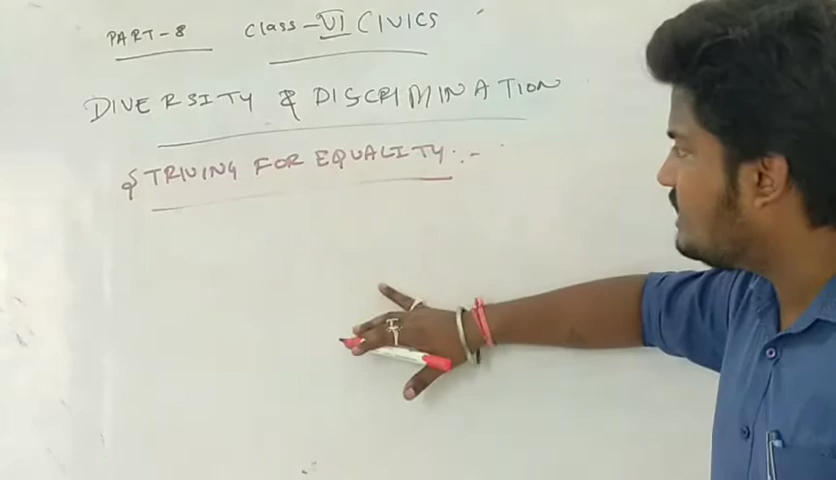 PART-8 Class-VI CIVICS
DIVERSITY & DISCRIMINATION
STRIVING FOR EQUALITY:-